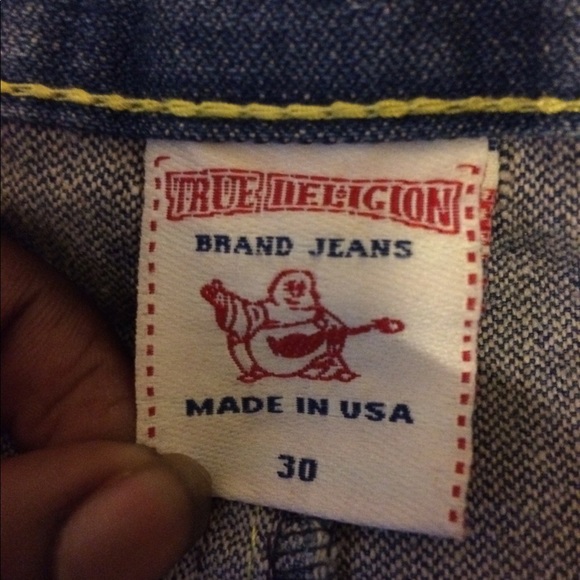 TRUE RELIGION
BRAND JEANS
MADE IN USA
30